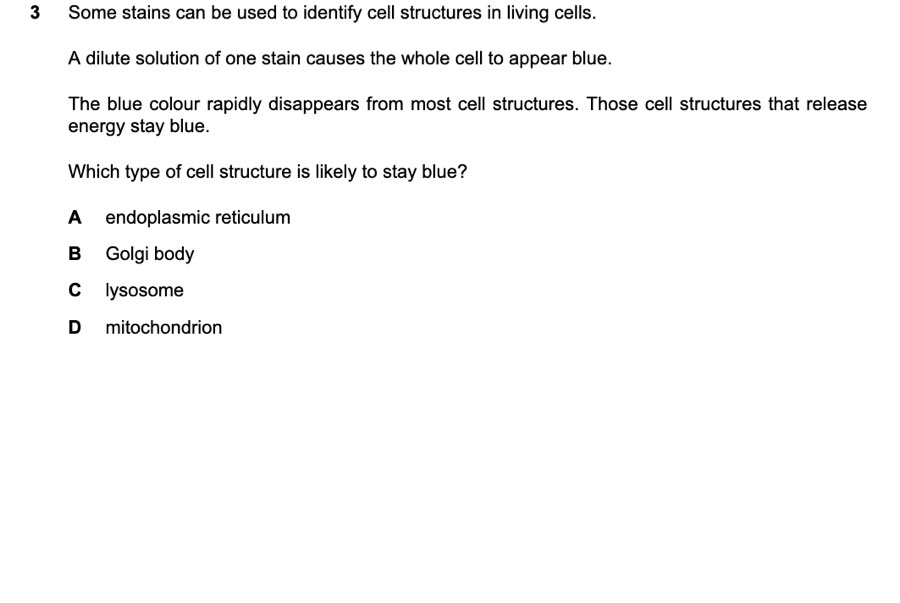 3 Some stains can be used to identify cell structures in living cells.
A dilute solution of one stain causes the whole cell to appear blue.
The blue colour rapidly disappears from most cell structures. Those cell structures that release
energy stay blue.
Which type of cell structure is likely to stay blue?
A endoplasmic reticulum
B Golgi body
C lysosome
D mitochondrion